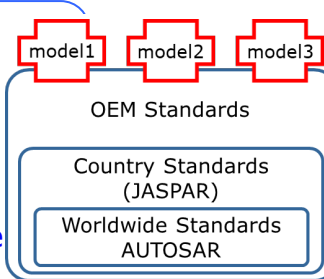 model1 model2 model3
OEM Standards
Country Standards
(JASPAR)
Worldwide Standards
AUTOSAR